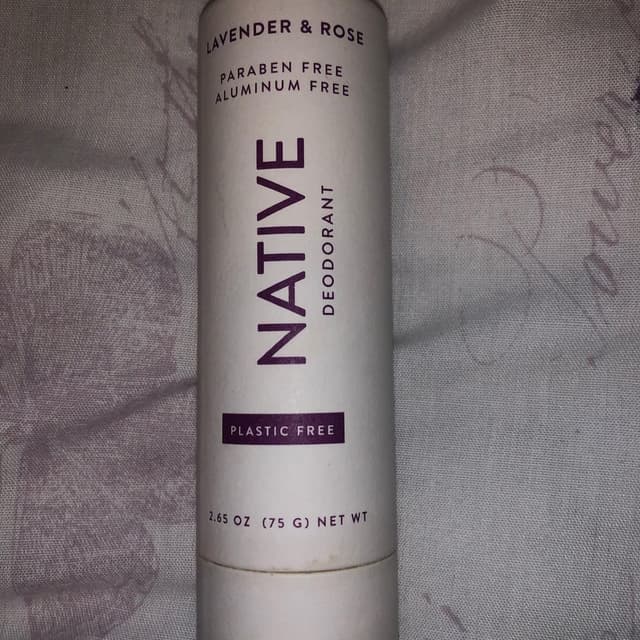 LAVENDER & ROSE
PARABEN FREE
ALUMINUM FREE
NATIVE
DEODORANT
PLASTIC FREE
2.65 OZ (75 G) NET WT